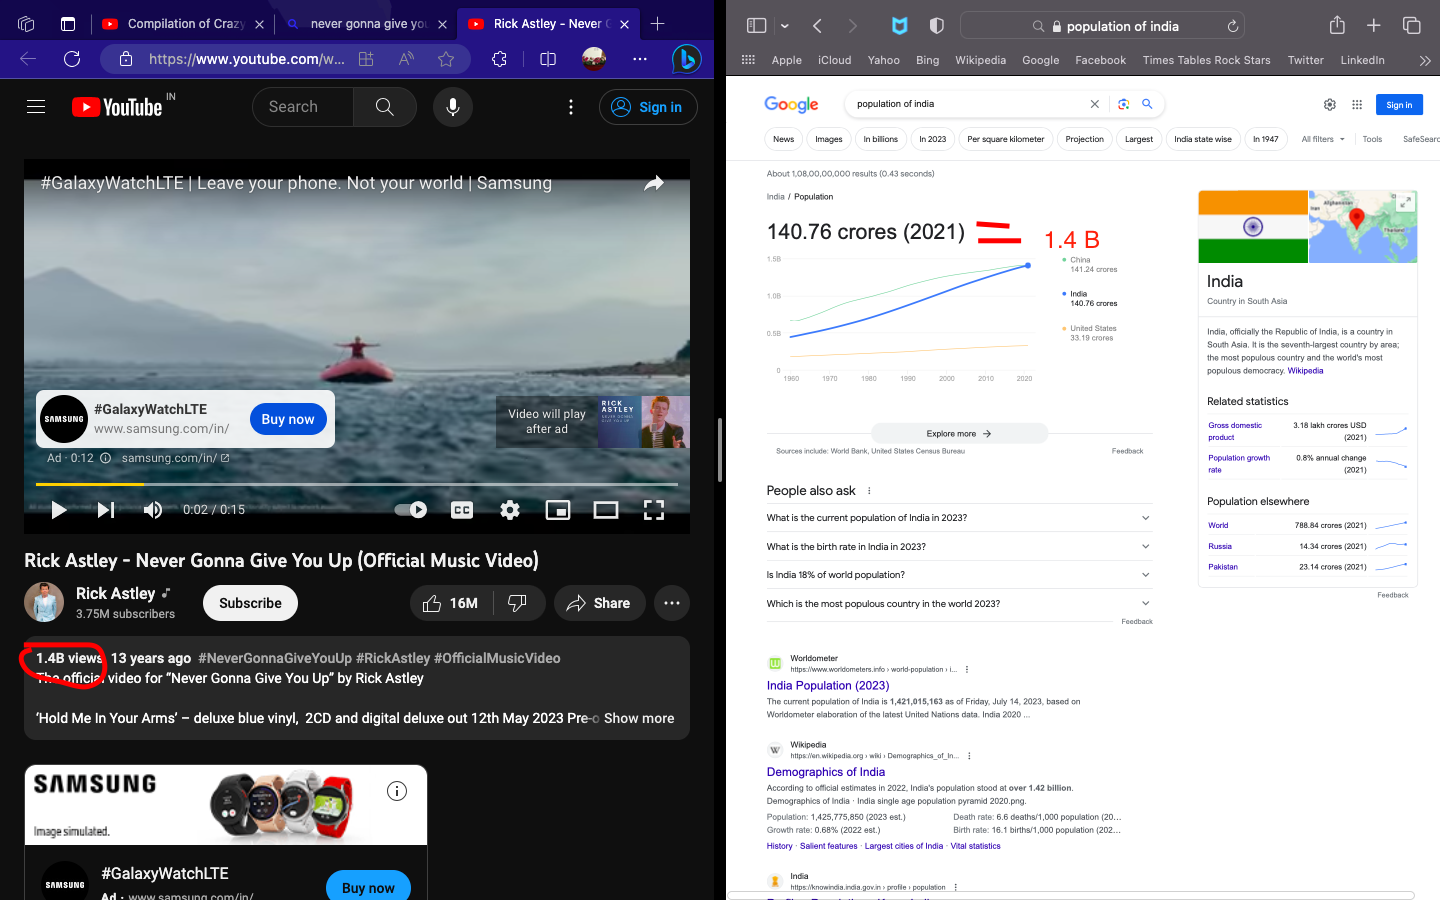 Compilation of Crazy
never gonna give you
Rick Astley - Never G
https://www.youtube.com/w...
YouTube IN
Search
Sign in
#GalaxyWatchLTE | Leave your phone. Not your world | Samsung
SAMSUNG
#GalaxyWatchLTE
www.samsung.com/in/
Buy now
Video will play
after ad
RICK
ASTLEY
NEVER GONNA
GIVE YOU UP
Ad · 0:12
samsung.com/in/
0:02 / 0:15
CC
Rick Astley - Never Gonna Give You Up (Official Music Video)
Rick Astley
3.75M subscribers
Subscribe
16M
Share
1.4B views 13 years ago #NeverGonnaGiveYouUp #RickAstley #OfficialMusicVideo
The official video for “Never Gonna Give You Up” by Rick Astley
‘Hold Me In Your Arms’ – deluxe blue vinyl, 2CD and digital deluxe out 12th May 2023 Pre-o Show more
SAMSUNG
Image simulated.
SAMSUNG
#GalaxyWatchLTE
Ad · www.samsung.com/in/
Buy now
population of india
Apple iCloud Yahoo Bing Wikipedia Google Facebook Times Tables Rock Stars Twitter LinkedIn
Google
population of india
Sign in
News Images In billions In 2023 Per square kilometer Projection Largest India state wise In 1947 All filters Tools SafeSearc
About 1,08,00,00,000 results (0.43 seconds)
India / Population
140.76 crores (2021)
1.4 B
1.5B
1.0B
0.5B
0
1960 1970 1980 1990 2000 2010 2020
China
141.24 crores
India
140.76 crores
United States
33.19 crores
Explore more
Sources include: World Bank, United States Census Bureau
Feedback
People also ask
What is the current population of India in 2023?
What is the birth rate in India in 2023?
Is India 18% of world population?
Which is the most populous country in the world 2023?
Feedback
Worldometer
https://www.worldometers.info › world-population › i...
India Population (2023)
The current population of India is 1,421,015,163 as of Friday, July 14, 2023, based on
Worldometer elaboration of the latest United Nations data. India 2020 ...
W
Wikipedia
https://en.wikipedia.org › wiki › Demographics_of_In...
Demographics of India
According to official estimates in 2022, India's population stood at over 1.42 billion.
Demographics of India · India single age population pyramid 2020.png.
Population: 1,425,775,850 (2023 est.)
Death rate: 6.6 deaths/1,000 population (20...
Growth rate: 0.68% (2022 est.)
Birth rate: 16.1 births/1,000 population (202...
History · Salient features · Largest cities of India · Vital statistics
India
https://knowindia.india.gov.in › profile › population
Afghanistan
Iran
Thailand
India
Country in South Asia
India, officially the Republic of India, is a country in
South Asia. It is the seventh-largest country by area;
the most populous country and the world's most
populous democracy. Wikipedia
Related statistics
Gross domestic
product
3.18 lakh crores USD
(2021)
Population growth
rate
0.8% annual change
(2021)
Population elsewhere
World 788.84 crores (2021)
Russia 14.34 crores (2021)
Pakistan 23.14 crores (2021)
Feedback